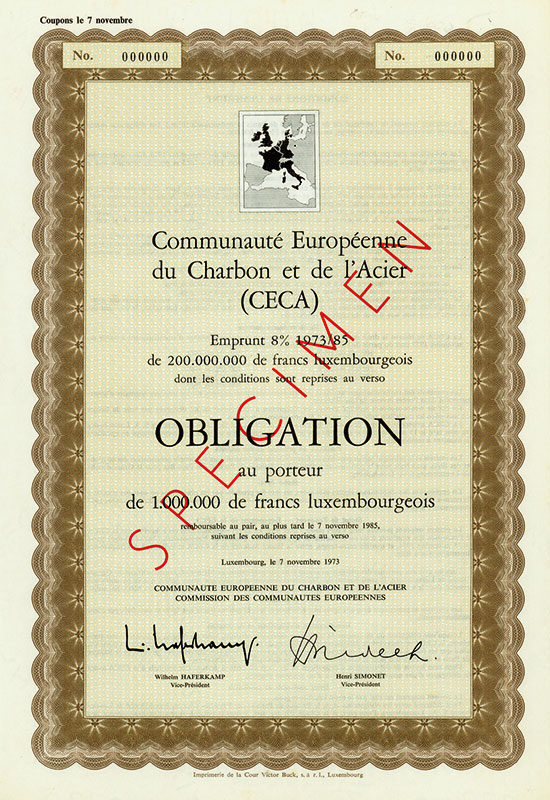 Coupons le 7 novembre
No. 000000
No. 000000
Communauté Européenne
du Charbon et de l'Acier
(CECA)
Emprunt 8% 1973/85
de 200.000.000 de francs luxembourgeois
dont les conditions sont reprises au verso
OBLIGATION
au porteur
de 1.000.000 de francs luxembourgeois
remboursable au pair, au plus tard le 7 novembre 1985,
suivant les conditions reprises au verso
SPECIMEN
Luxembourg, le 7 novembre 1973
COMMUNAUTE EUROPEENNE DU CHARBON ET DE L'ACIER
COMMISSION DES COMMUNAUTES EUROPEENNES
Wilhelm HAFERKAMP
Vice-Président
Henri SIMONET
Vice-Président
Imprimerie de la Cour Victor Buck, s. à r. l., Luxembourg